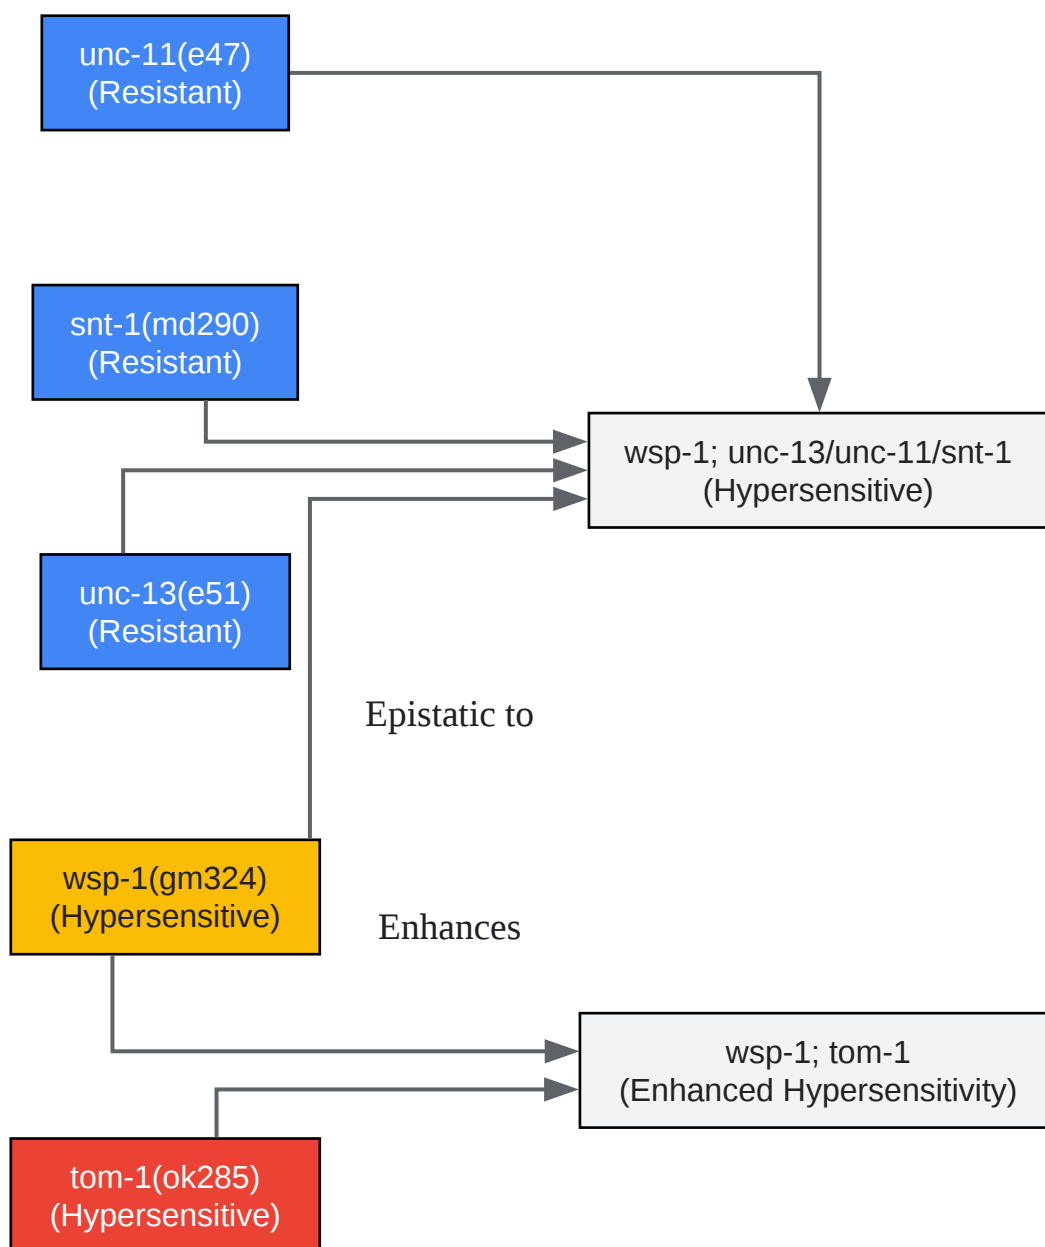 unc-11(e47)
(Resistant)
snt-1(md290)
(Resistant)
wsp-1; unc-13/unc-11/snt-1
(Hypersensitive)
unc-13(e51)
(Resistant)
Epistatic to
wsp-1(gm324)
(Hypersensitive)
Enhances
wsp-1; tom-1
(Enhanced Hypersensitivity)
tom-1(ok285)
(Hypersensitive)